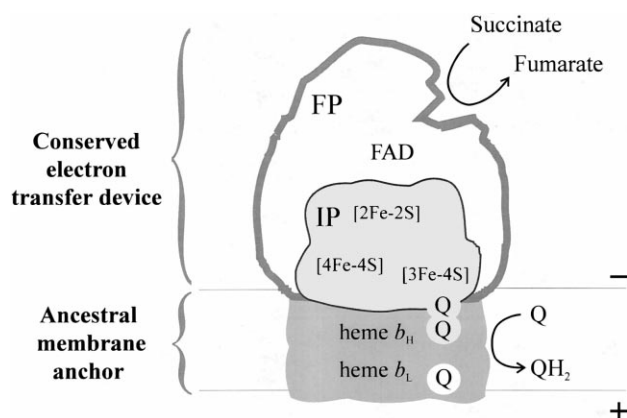 Succinate
Fumarate
FP
Conserved
electron
transfer device
FAD
IP [2Fe-2S]
[4Fe-4S]
[3Fe-4S]
−
Q
Ancestral
membrane
anchor
heme b_H Q
Q
heme b_L Q
QH₂
+